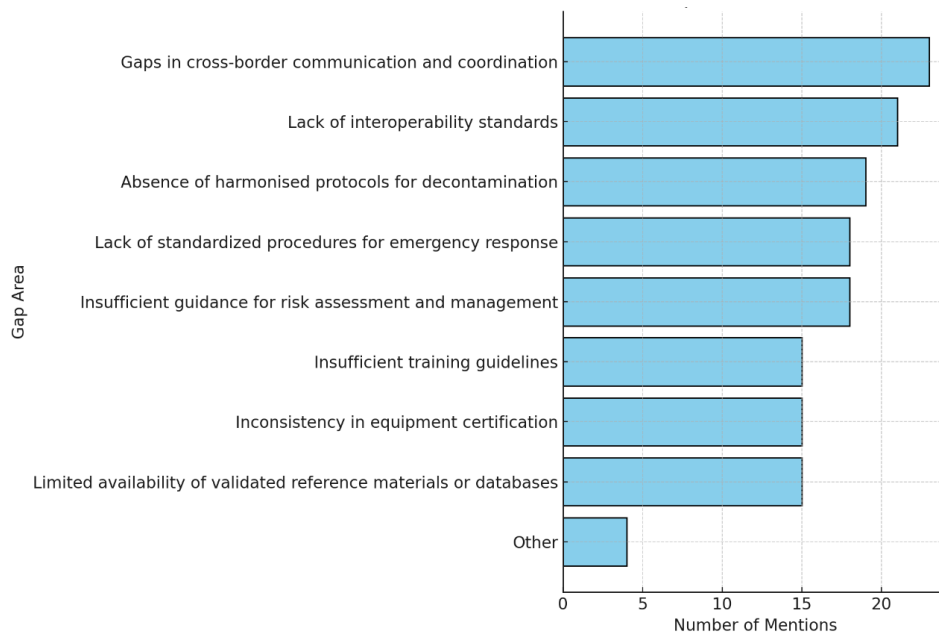 Gaps in cross-border communication and coordination
Lack of interoperability standards
Absence of harmonised protocols for decontamination
Lack of standardized procedures for emergency response
Insufficient guidance for risk assessment and management
Insufficient training guidelines
Inconsistency in equipment certification
Limited availability of validated reference materials or databases
Other
Gap Area
0 5 10 15 20
Number of Mentions